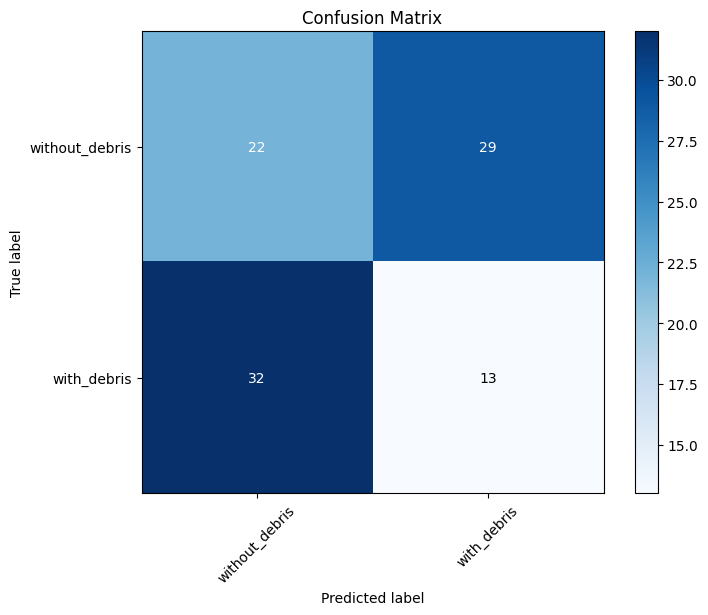 Confusion Matrix
without_debris
22
29
with_debris
32
13
True label
without_debris
with_debris
Predicted label
30.0
27.5
25.0
22.5
20.0
17.5
15.0